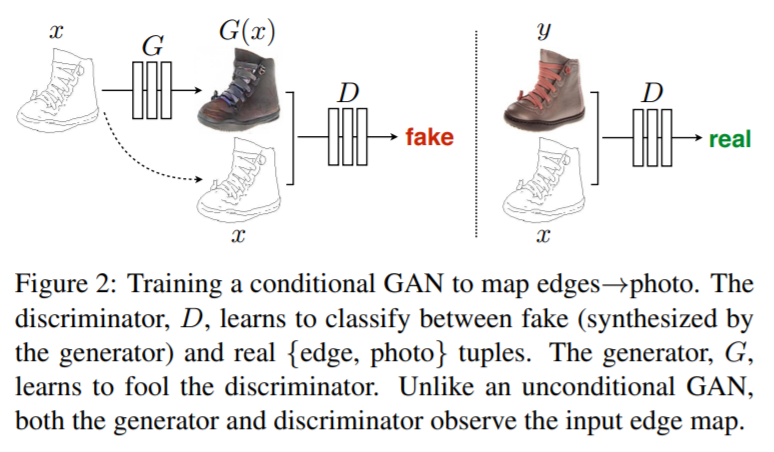 x
G
G(x)
D
fake
x
y
D
real
x
Figure 2: Training a conditional GAN to map edges→photo. The
discriminator, D, learns to classify between fake (synthesized by
the generator) and real {edge, photo} tuples. The generator, G,
learns to fool the discriminator. Unlike an unconditional GAN,
both the generator and discriminator observe the input edge map.